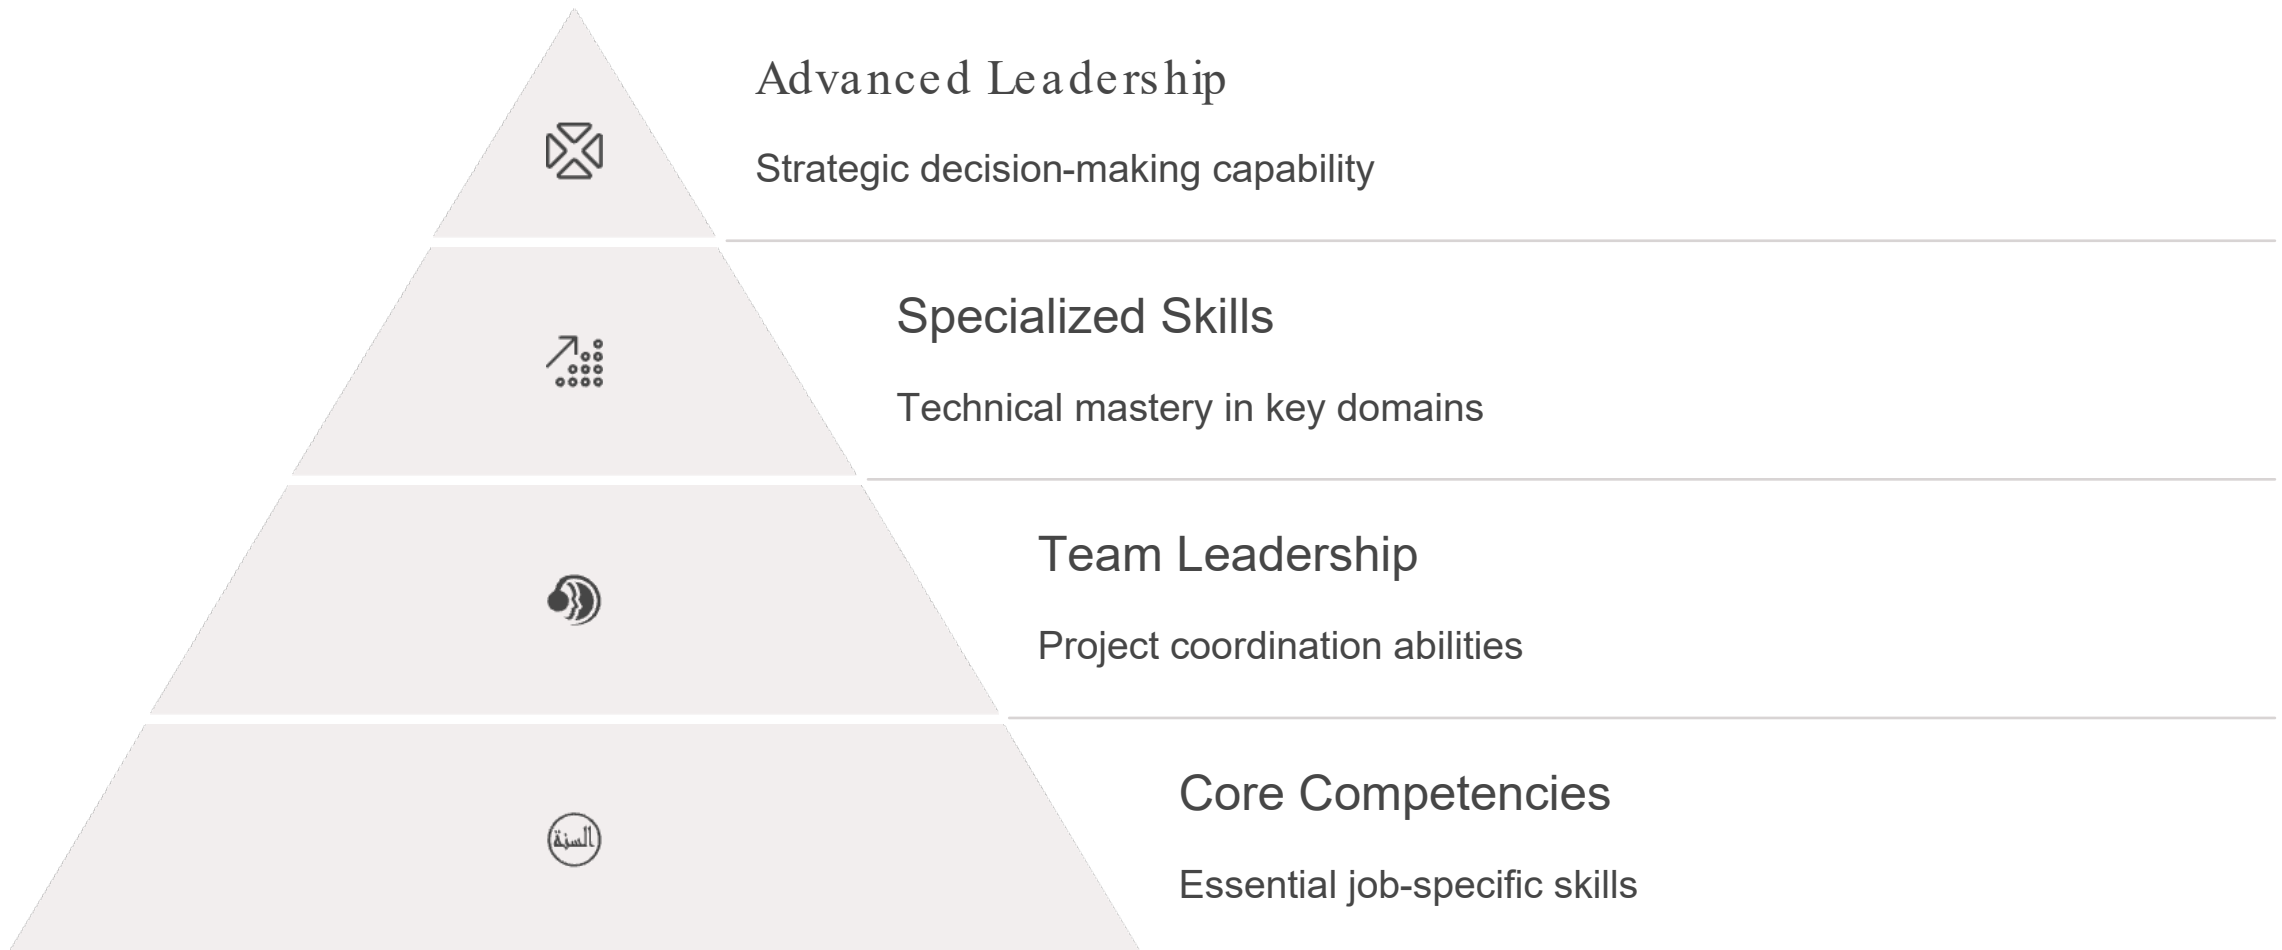 Advanced Leadership
Strategic decision-making capability
Specialized Skills
Technical mastery in key domains
Team Leadership
Project coordination abilities
السنة
Core Competencies
Essential job-specific skills